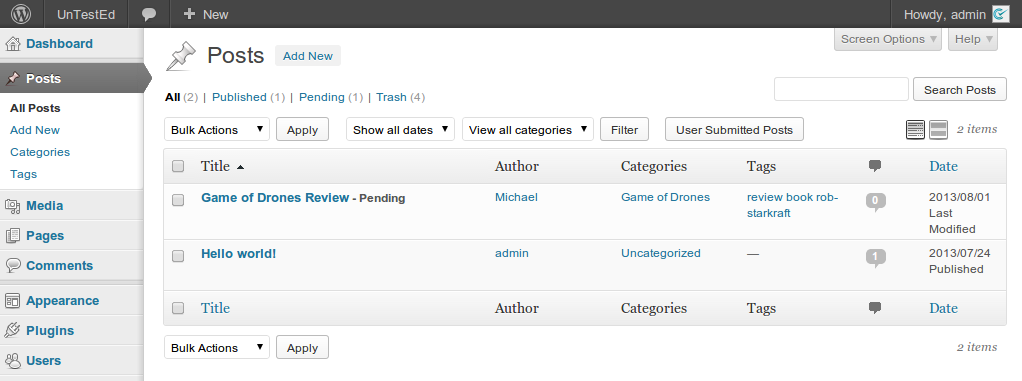 UnTestEd New Howdy, admin
Dashboard
Posts
All Posts
Add New
Categories
Tags
Media
Pages
Comments
Appearance
Plugins
Users
Screen Options Help
Posts Add New
All (2) | Published (1) | Pending (1) | Trash (4)
Search Posts
Bulk Actions Apply Show all dates View all categories Filter User Submitted Posts 2 items
Title Author Categories Tags Date
Game of Drones Review - Pending Michael Game of Drones review book rob- 0 2013/08/01
starkraft Last
Modified
Hello world! admin Uncategorized — 1 2013/07/24
Published
Title Author Categories Tags Date
Bulk Actions Apply 2 items